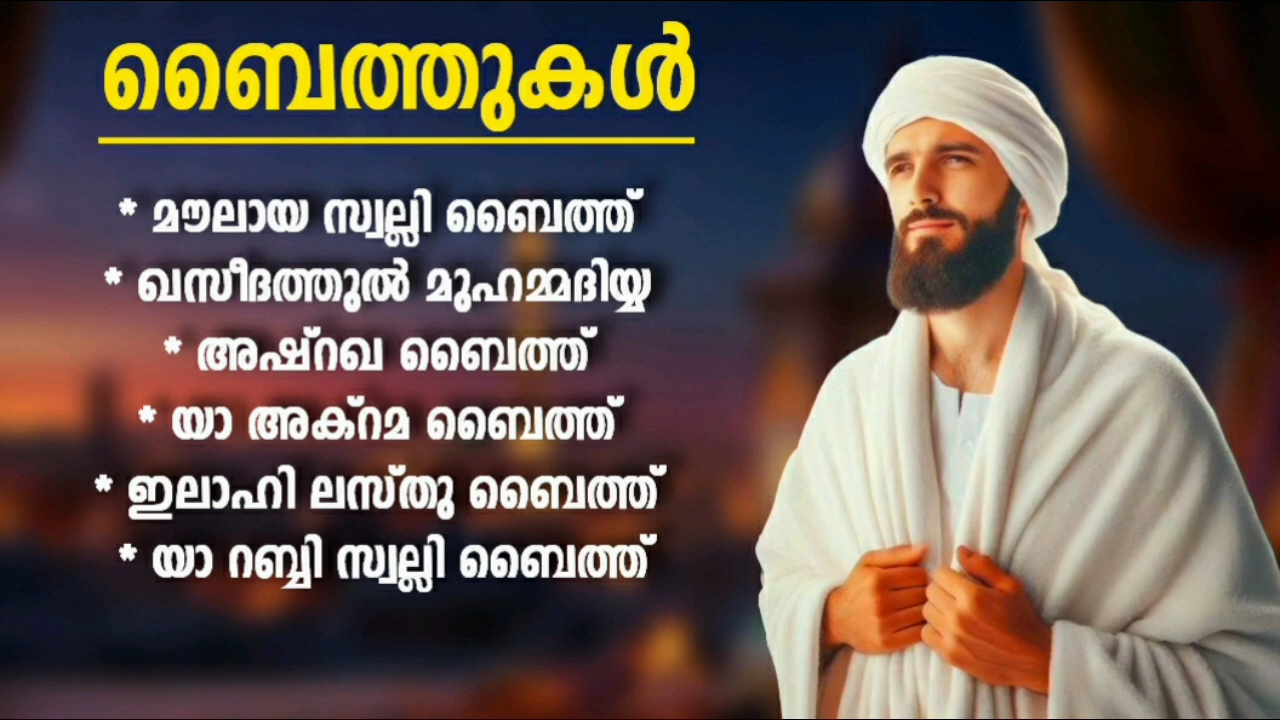 ബൈത്തുകൾ
* മൗലായ സ്വല്ലി ബൈത്ത്
* ഖസീദത്തുൽ മുഹമ്മദിയ്യ
* അഷ്റഖ ബൈത്ത്
* യാ അക്റമ ബൈത്ത്
* ഇലാഹി ലസ്തു ബൈത്ത്
* യാ റബ്ബി സ്വല്ലി ബൈത്ത്